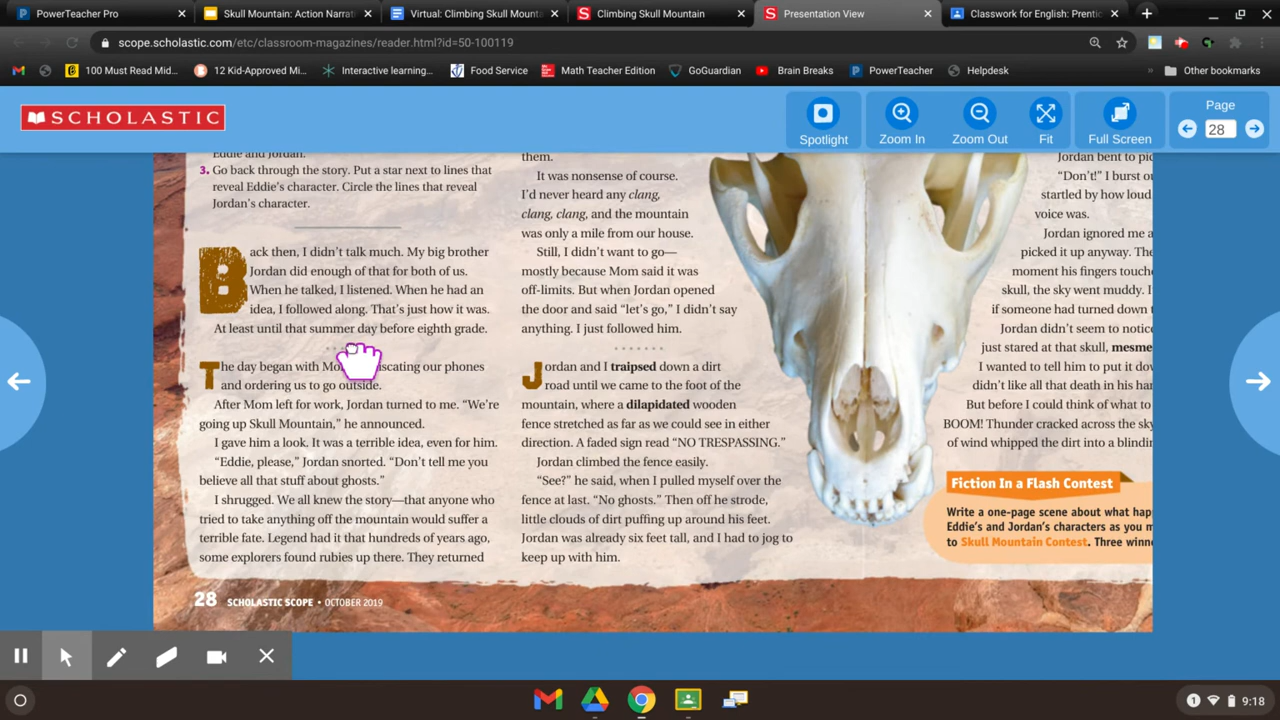 PowerTeacher Pro
Skull Mountain: Action Narrati
Virtual: Climbing Skull Mounta
Climbing Skull Mountain
Presentation View
Classwork for English: Prentic
scope.scholastic.com/etc/classroom-magazines/reader.html?id=50-100119
100 Must Read Mid...
12 Kid-Approved Mi...
Interactive learning...
Food Service
Math Teacher Edition
GoGuardian
Brain Breaks
PowerTeacher
Helpdesk
Other bookmarks
SCHOLASTIC
Spotlight
Zoom In
Zoom Out
Fit
Full Screen
Page
28
Eddie and Jordan.
3. Go back through the story. Put a star next to lines that
reveal Eddie's character. Circle the lines that reveal
Jordan's character.
Back then, I didn't talk much. My big brother
Jordan did enough of that for both of us.
When he talked, I listened. When he had an
idea, I followed along. That's just how it was.
At least until that summer day before eighth grade.
The day began with Mo scating our phones
and ordering us to go outside.
After Mom left for work, Jordan turned to me. "We're
going up Skull Mountain," he announced.
I gave him a look. It was a terrible idea, even for him.
"Eddie, please," Jordan snorted. "Don't tell me you
believe all that stuff about ghosts."
I shrugged. We all knew the story—that anyone who
tried to take anything off the mountain would suffer a
terrible fate. Legend had it that hundreds of years ago,
some explorers found rubies up there. They returned
28 SCHOLASTIC SCOPE • OCTOBER 2019
them.
It was nonsense of course.
I'd never heard any clang,
clang, clang, and the mountain
was only a mile from our house.
Still, I didn't want to go—
mostly because Mom said it was
off-limits. But when Jordan opened
the door and said "let's go," I didn't say
anything. I just followed him.
Jordan and I traipsed down a dirt
road until we came to the foot of the
mountain, where a dilapidated wooden
fence stretched as far as we could see in either
direction. A faded sign read "NO TRESPASSING."
Jordan climbed the fence easily.
"See?" he said, when I pulled myself over the
fence at last. "No ghosts." Then off he strode,
little clouds of dirt puffing up around his feet.
Jordan was already six feet tall, and I had to jog to
keep up with him.
Jordan bent to pic
"Don't!" I burst o
startled by how loud
voice was.
Jordan ignored me a
picked it up anyway. The
moment his fingers touche
skull, the sky went muddy. I
if someone had turned down t
Jordan didn't seem to notic
just stared at that skull, mesme
I wanted to tell him to put it dov
didn't like all that death in his har
But before I could think of what to
BOOM! Thunder cracked across the sky
of wind whipped the dirt into a blindir
Fiction In a Flash Contest
Write a one-page scene about what hap
Eddie's and Jordan's characters as you m
to Skull Mountain Contest. Three winne
1
9:18